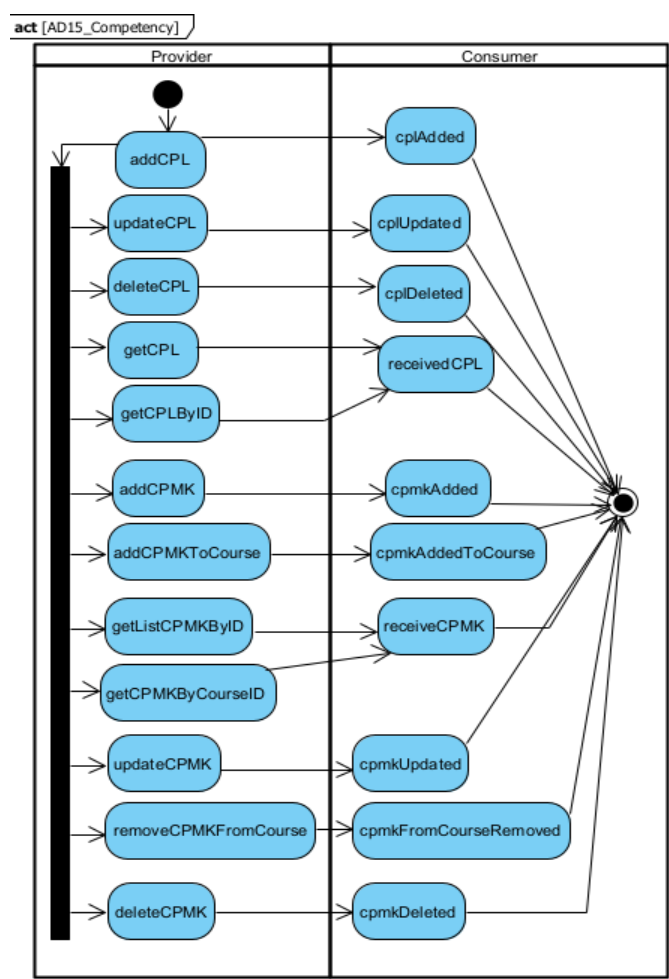 act [AD15_Competency]
Provider
Consumer
addCPL
cplAdded
updateCPL
cplUpdated
deleteCPL
cplDeleted
getCPL
receivedCPL
getCPLByID
addCPMK
cpmkAdded
addCPMKToCourse
cpmkAddedToCourse
getListCPMKByID
receiveCPMK
getCPMKByCourseID
updateCPMK
cpmkUpdated
removeCPMKFromCourse
cpmkFromCourseRemoved
deleteCPMK
cpmkDeleted